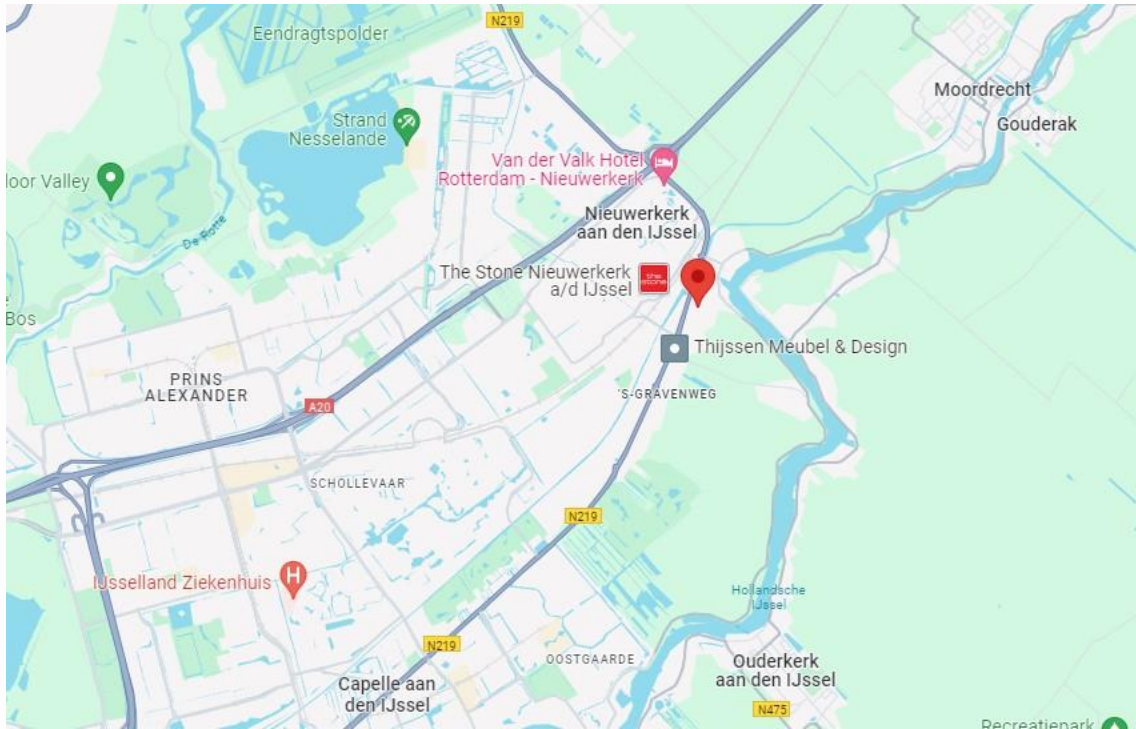 N219
Eendragtspolder
Moordrecht
Strand
Nesselande
Gouderak
Van der Valk Hotel
Rotterdam - Nieuwerkerk
loor Valley
Nieuwerkerk
aan den IJssel
De Rotte
The Stone Nieuwerkerk
a/d IJssel
the
stone
Bos
Thijssen Meubel & Design
PRINS
ALEXANDER
'S-GRAVENWEG
A20
SCHOLLEVAAR
N219
IJsselland Ziekenhuis
H
Hollandsche
IJssel
N219
OOSTGAARDE
Ouderkerk
aan den IJssel
Capelle aan
den IJssel
N475
Recreatiepark